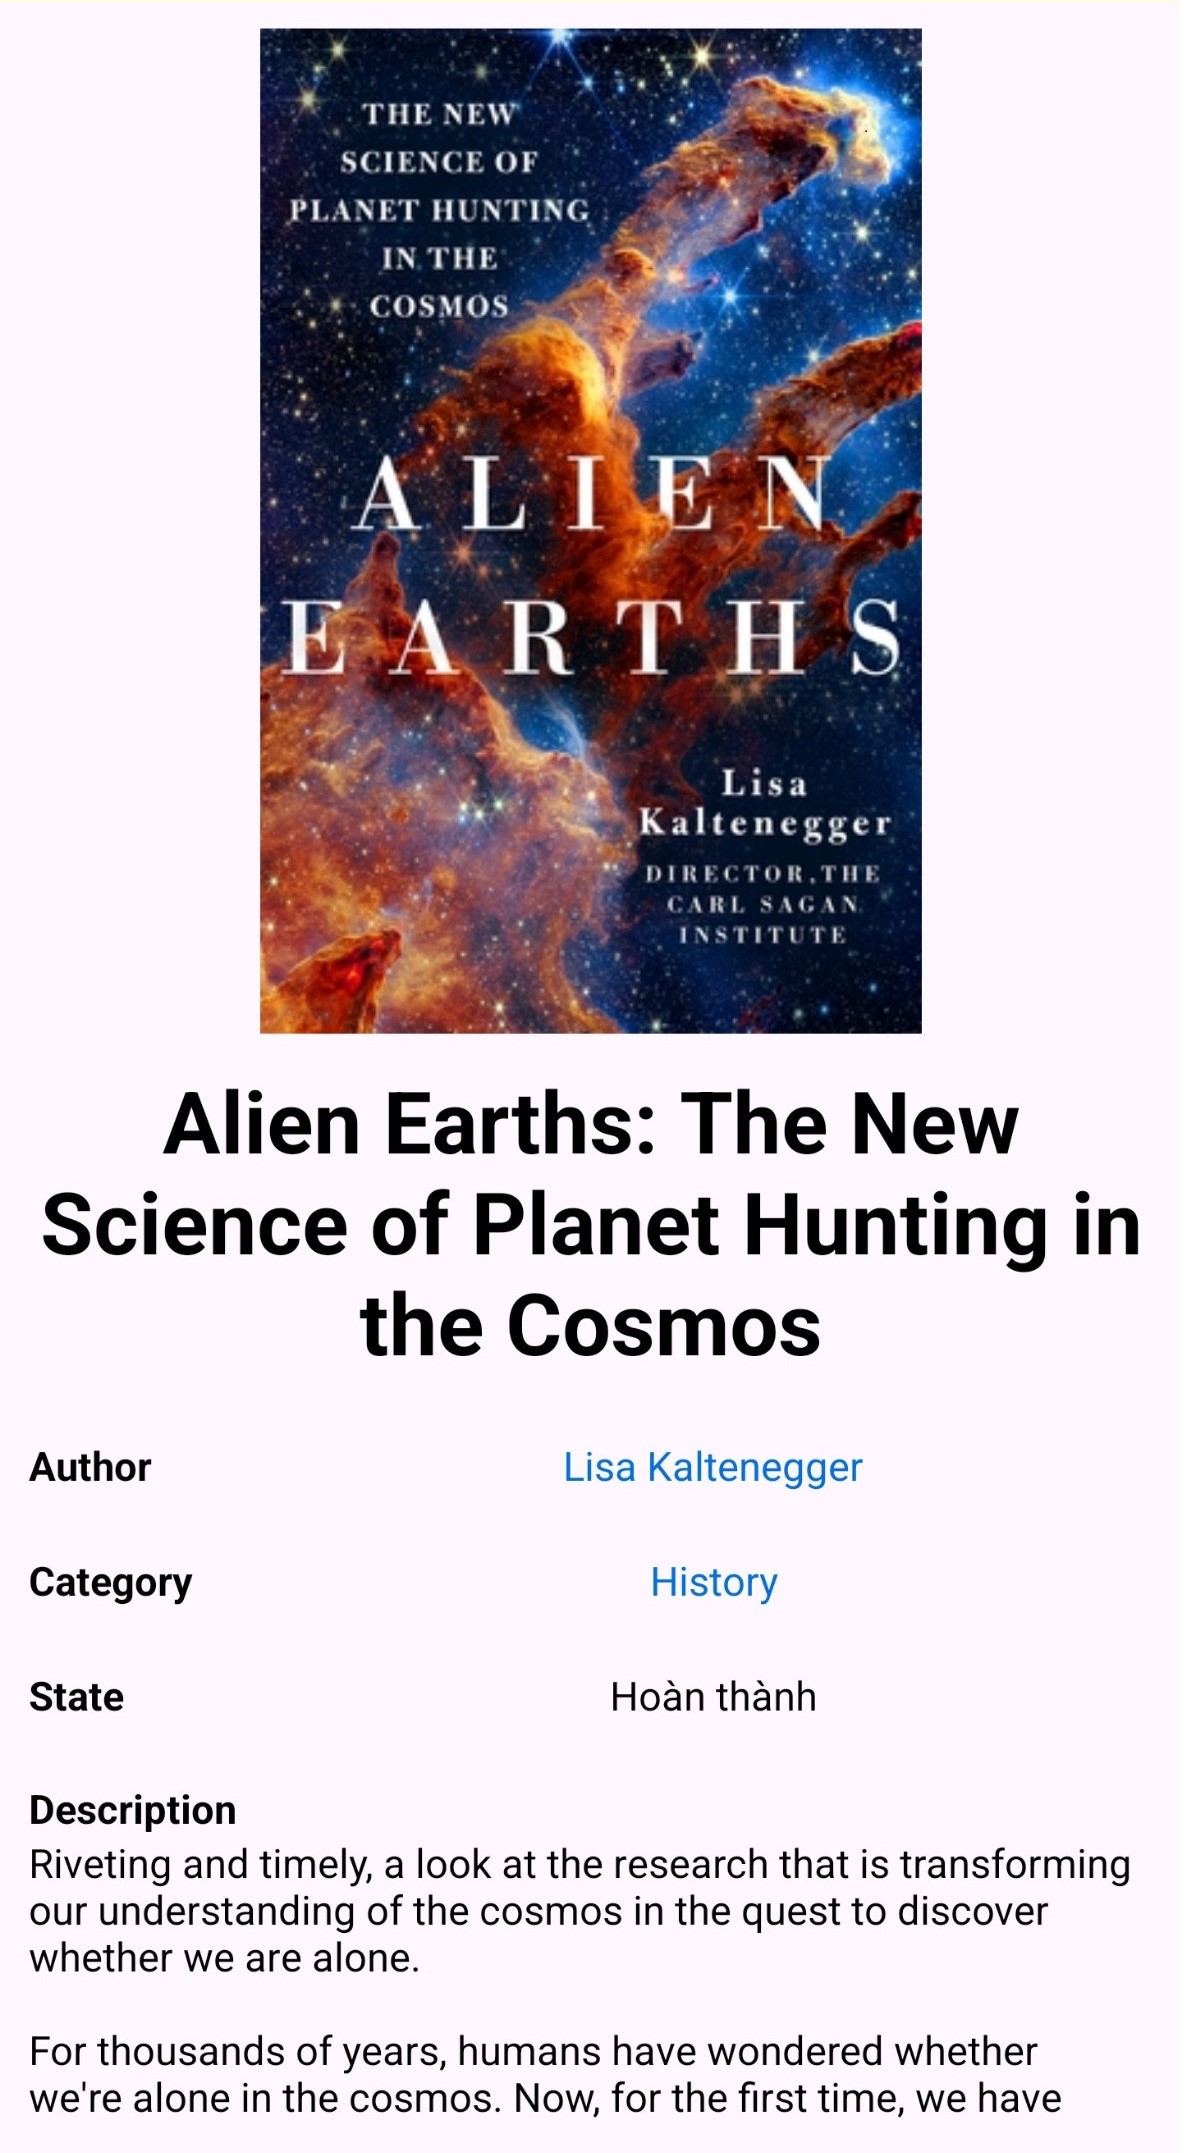 THE NEW
SCIENCE OF
PLANET HUNTING
IN THE
COSMOS
ALIEN
EARTHS
Lisa
Kaltenegger
DIRECTOR, THE
CARL SAGAN
INSTITUTE
Alien Earths: The New
Science of Planet Hunting in
the Cosmos
Author Lisa Kaltenegger
Category History
State Hoàn thành
Description
Riveting and timely, a look at the research that is transforming
our understanding of the cosmos in the quest to discover
whether we are alone.
For thousands of years, humans have wondered whether
we're alone in the cosmos. Now, for the first time, we have